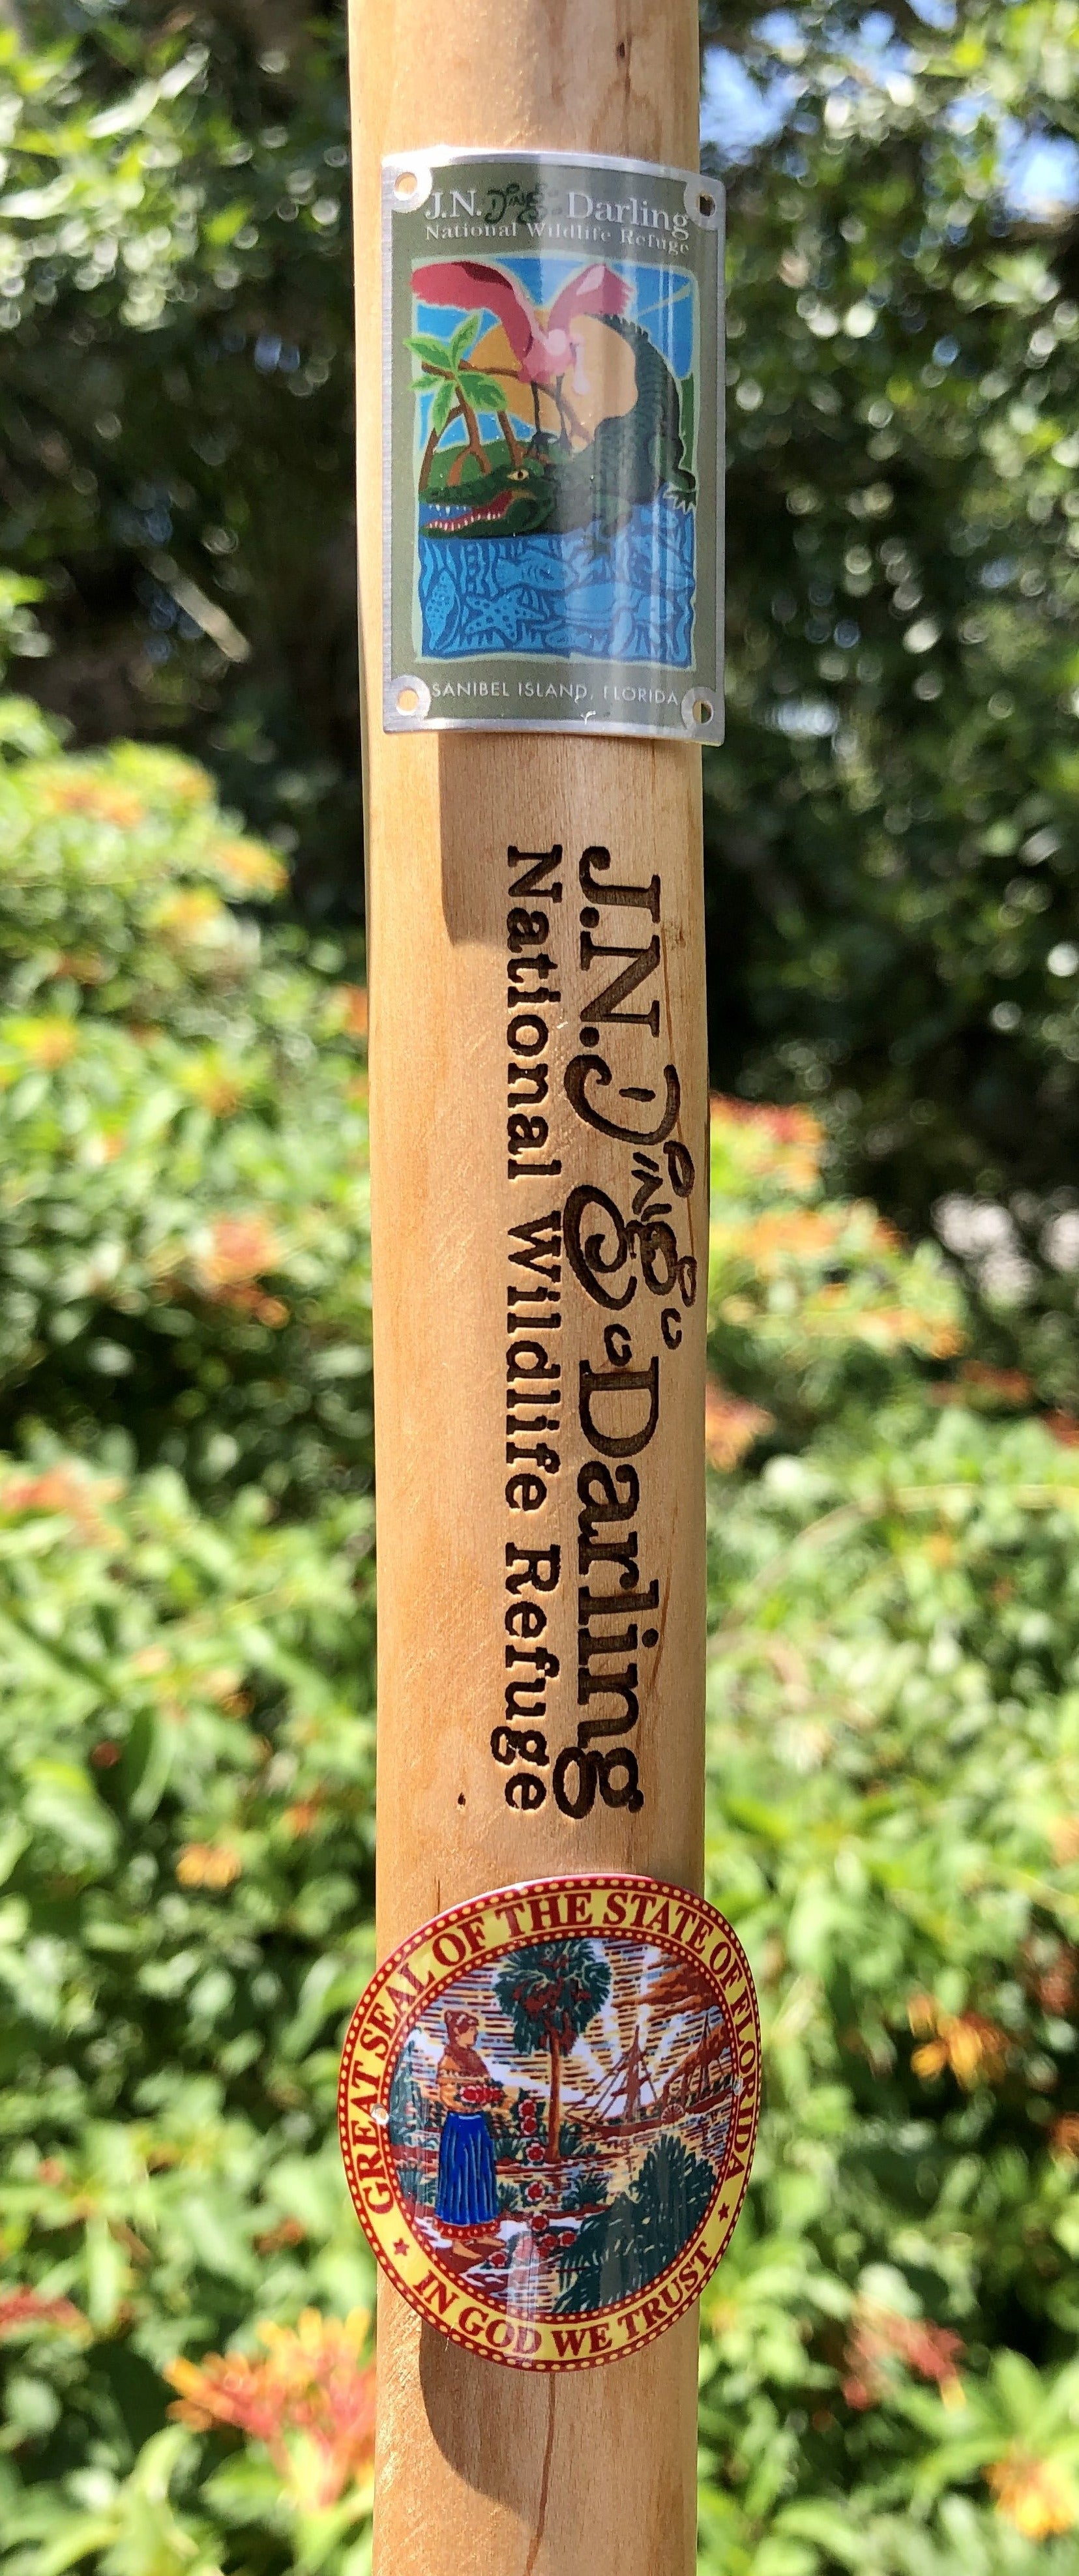 J.N. Ding Darling
National Wildlife Refuge
SANIBEL ISLAND, FLORIDA
J.N. Ding Darling
National Wildlife Refuge
GREAT SEAL OF THE STATE OF FLORIDA
IN GOD WE TRUST